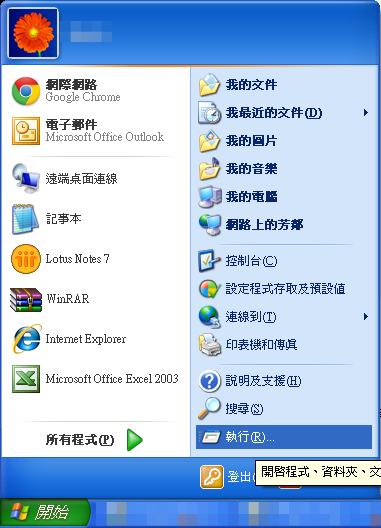 網際網路
Google Chrome
電子郵件
Microsoft Office Outlook
遠端桌面連線
記事本
Lotus Notes 7
WinRAR
Internet Explorer
Microsoft Office Excel 2003
所有程式(P)
我的文件
我最近的文件(D)
我的圖片
我的音樂
我的電腦
網路上的芳鄰
控制台(C)
設定程式存取及預設值
連線到(T)
印表機和傳真
說明及支援(H)
搜尋(S)
執行(R)...
登出(
開啓程式、資料夾、文
開始